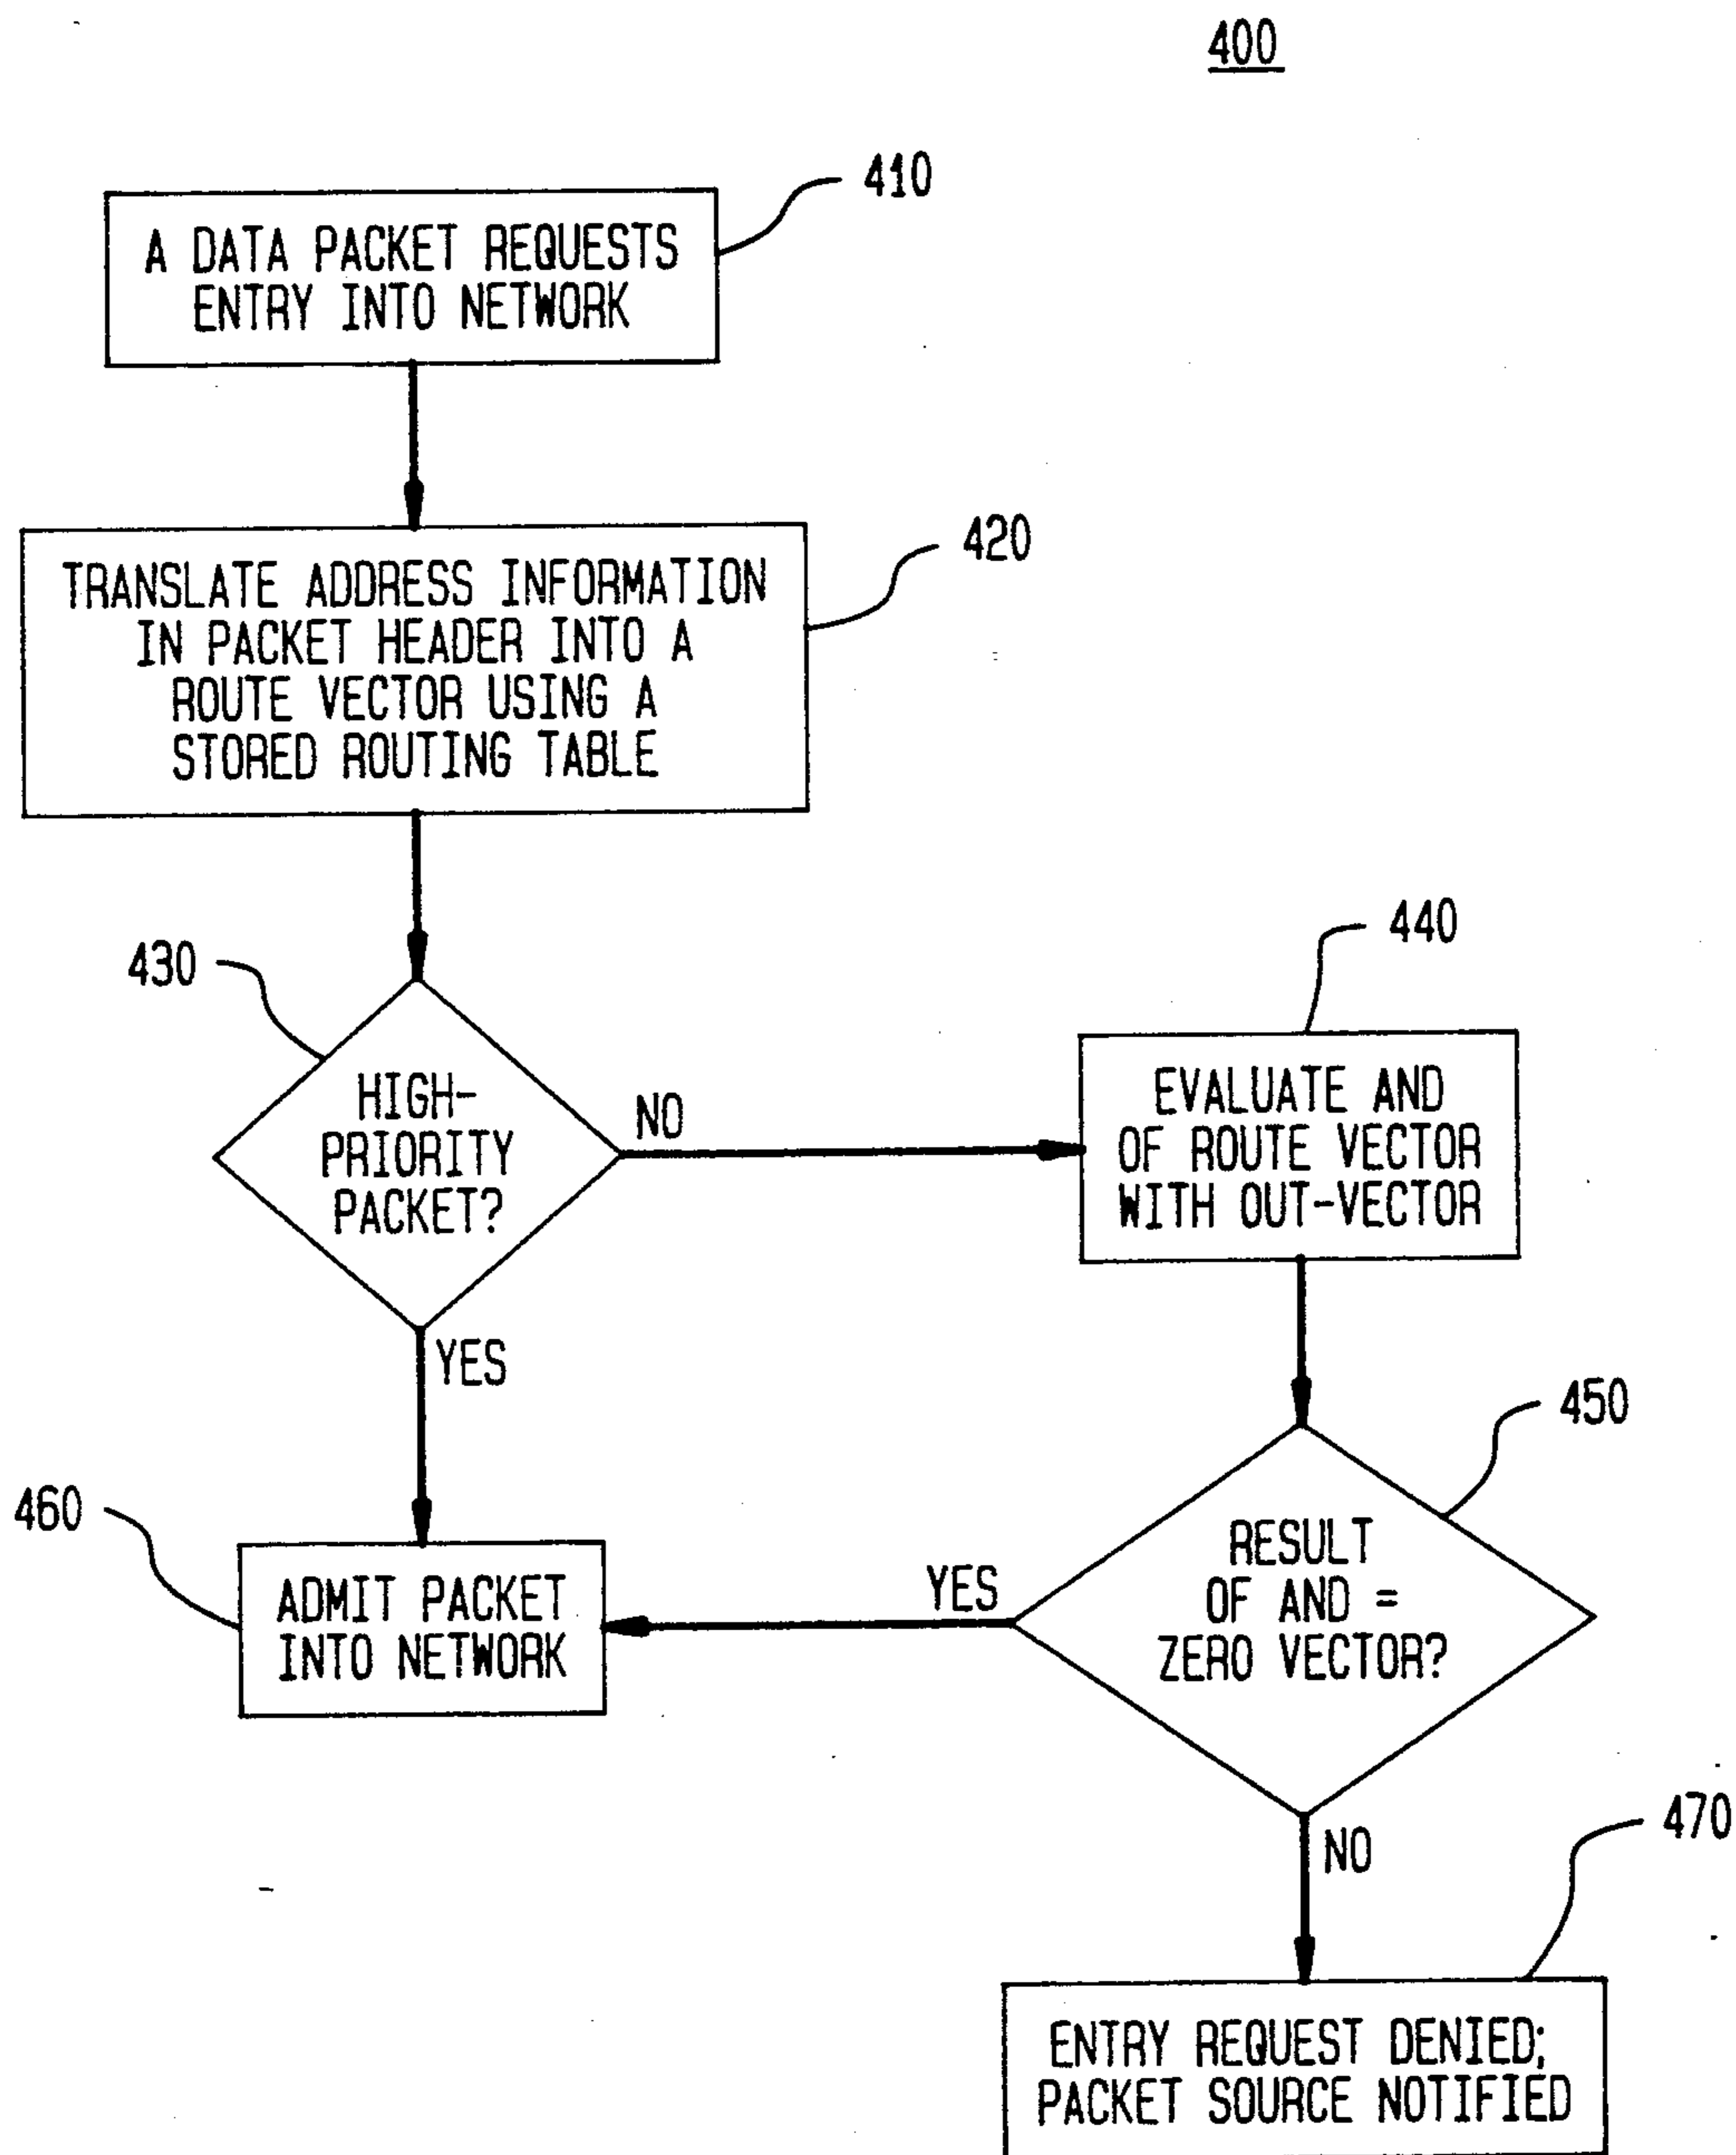 400
410
A DATA PACKET REQUESTS
ENTRY INTO NETWORK
420
TRANSLATE ADDRESS INFORMATION
IN PACKET HEADER INTO A
ROUTE VECTOR USING A
STORED ROUTING TABLE
430
HIGH-
PRIORITY
PACKET?
NO
YES
440
EVALUATE AND
OF ROUTE VECTOR
WITH OUT-VECTOR
450
RESULT
OF AND =
ZERO VECTOR?
YES
NO
460
ADMIT PACKET
INTO NETWORK
470
ENTRY REQUEST DENIED;
PACKET SOURCE NOTIFIED